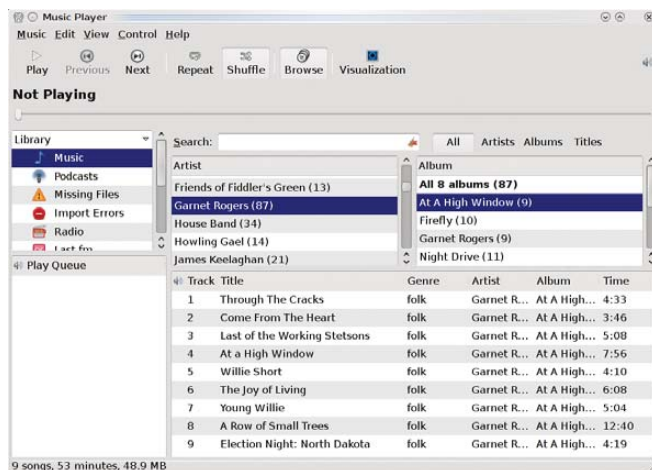 Music Player
Music Edit View Control Help
Play Previous Next Repeat Shuffle Browse Visualization
Not Playing
Library
Music
Podcasts
Missing Files
Import Errors
Radio
Last.fm
Play Queue
Search: All Artists Albums Titles
Artist
Friends of Fiddler's Green (13)
Garnet Rogers (87)
House Band (34)
Howling Gael (14)
James Keelaghan (21)
Album
All 8 albums (87)
At A High Window (9)
Firefly (10)
Garnet Rogers (9)
Night Drive (11)
Track Title Genre Artist Album Time
1 Through The Cracks folk Garnet R... At A High... 4:33
2 Come From The Heart folk Garnet R... At A High... 3:46
3 Last of the Working Stetsons folk Garnet R... At A High... 5:08
4 At a High Window folk Garnet R... At A High... 7:56
5 Willie Short folk Garnet R... At A High... 4:10
6 The Joy of Living folk Garnet R... At A High... 6:08
7 Young Willie folk Garnet R... At A High... 5:04
8 A Row of Small Trees folk Garnet R... At A High... 12:40
9 Election Night: North Dakota folk Garnet R... At A High... 4:19
9 songs, 53 minutes, 48.9 MB